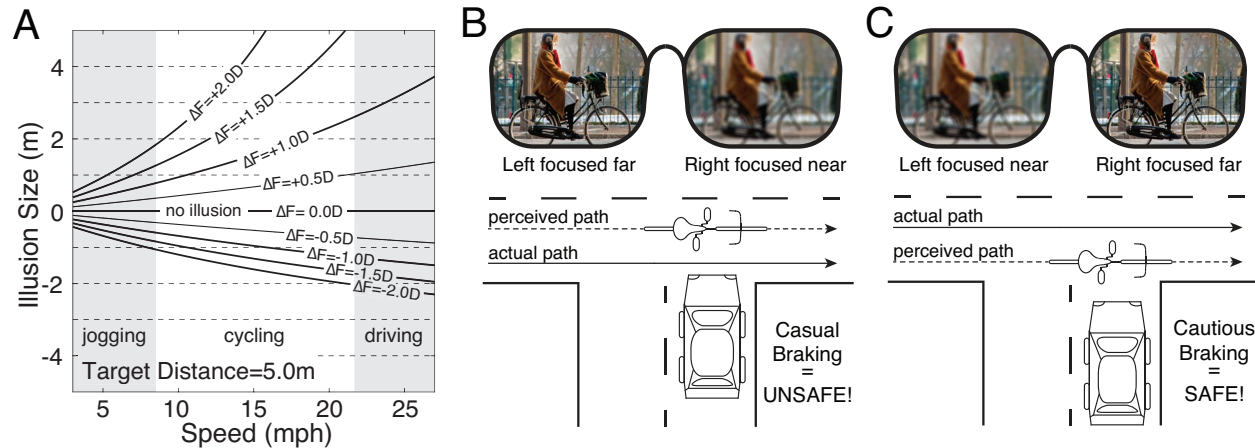 A
Illusion Size (m)
4
2
0
-2
-4
ΔF=+2.0D
ΔF=+1.5D
ΔF=+1.0D
ΔF=+0.5D
no illusion
ΔF= 0.0D
ΔF=-0.5D
ΔF=-1.0D
ΔF=-1.5D
ΔF=-2.0D
jogging
cycling
driving
Target Distance=5.0m
5
10
15
20
25
Speed (mph)
B
Left focused far
Right focused near
perceived path
actual path
Casual
Braking
=
UNSAFE!
C
Left focused near
Right focused far
actual path
perceived path
Cautious
Braking
=
SAFE!